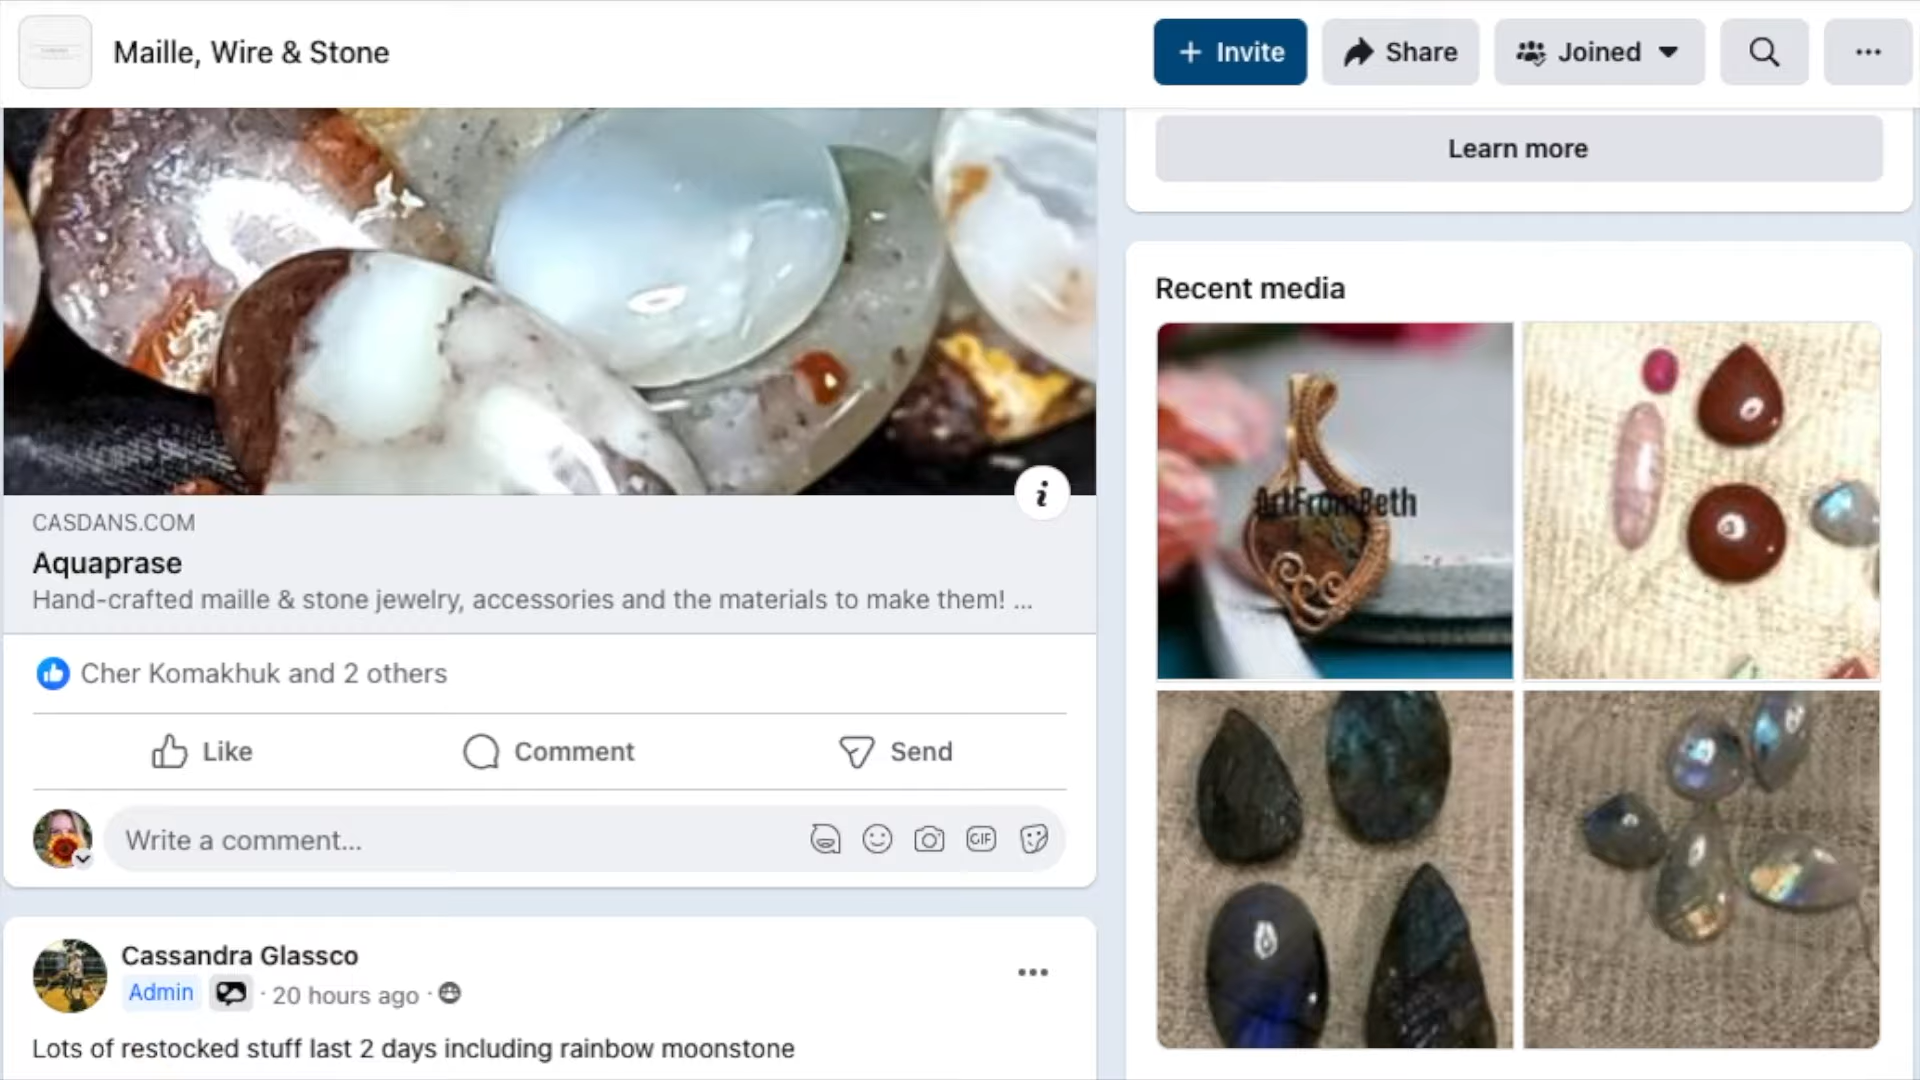 Maille, Wire & Stone
+ Invite
Share
Joined
Learn more
CASDANS.COM
Aquaprase
Hand-crafted maille & stone jewelry, accessories and the materials to make them! ...
Cher Komakhuk and 2 others
Like
Comment
Send
Write a comment...
GIF
Cassandra Glassco
Admin · 20 hours ago ·
Lots of restocked stuff last 2 days including rainbow moonstone
Recent media
ArtFromBeth